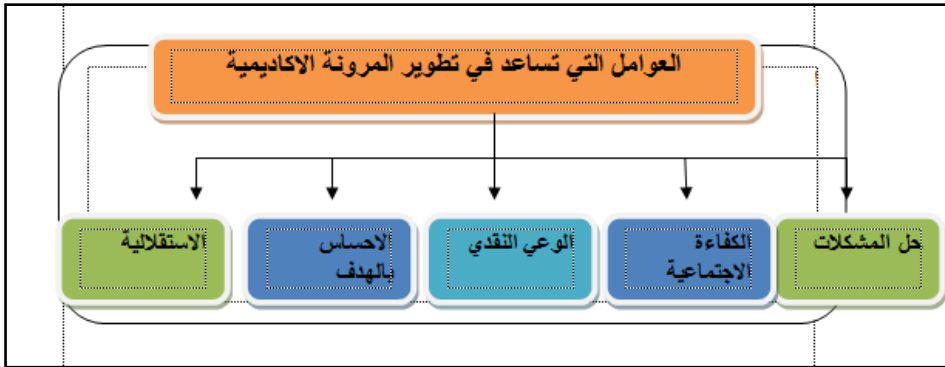 العوامل التي تساعد في تطوير المرونة الاكاديمية
حل المشكلات
الكفاءة
الاجتماعية
الوعي النقدي
الاحساس
بالهدف
الاستقلالية